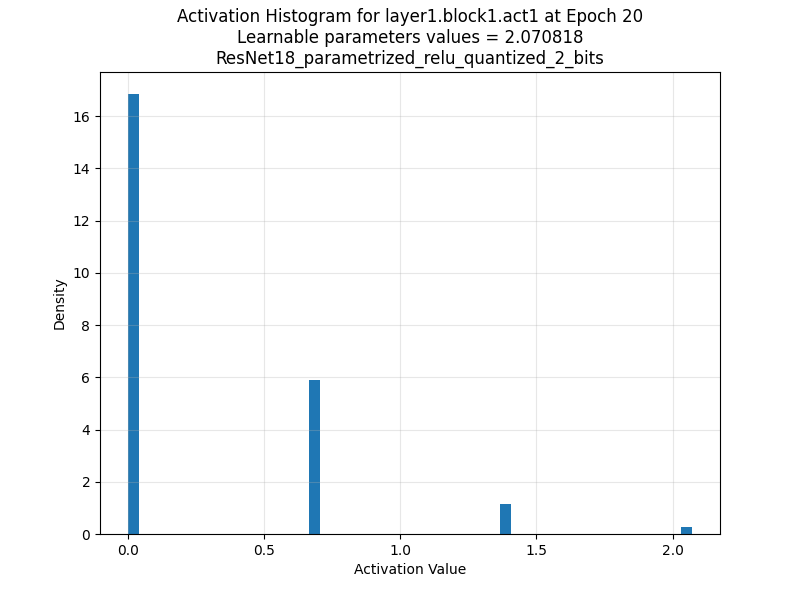 Activation Histogram for layer1.block1.act1 at Epoch 20
Learnable parameters values = 2.070818
ResNet18_parametrized_relu_quantized_2_bits
16
14
12
10
8
6
4
2
0
Density
0.0 0.5 1.0 1.5 2.0
Activation Value